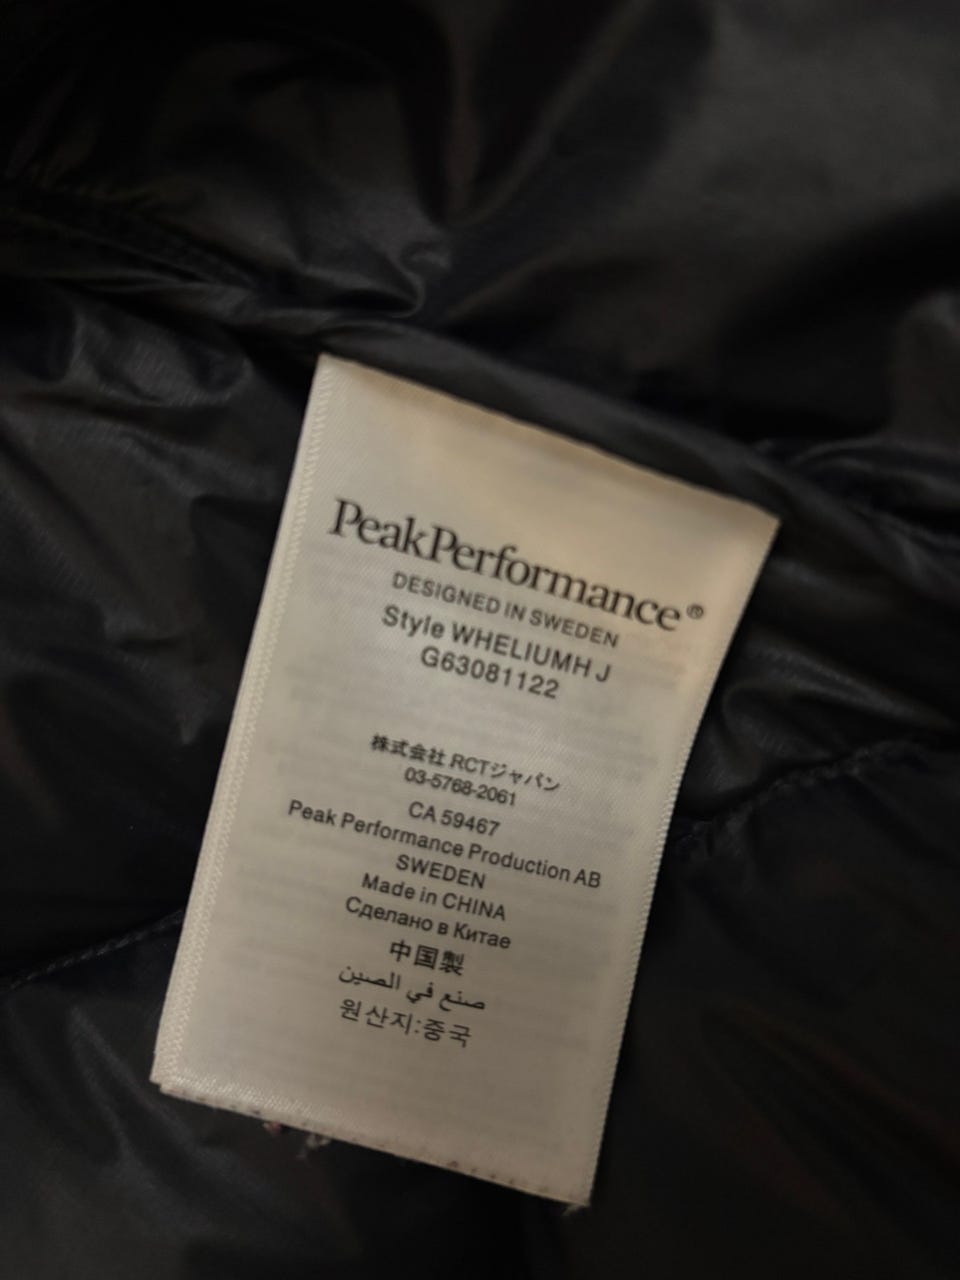 PeakPerformance®
DESIGNED IN SWEDEN
Style WHELIUMH J
G63081122
株式会社 RCTジャパン
03-5768-2061
CA 59467
Peak Performance Production AB
SWEDEN
Made in CHINA
Сделано в Китае
中国製
صنع في الصين
원산지:중국